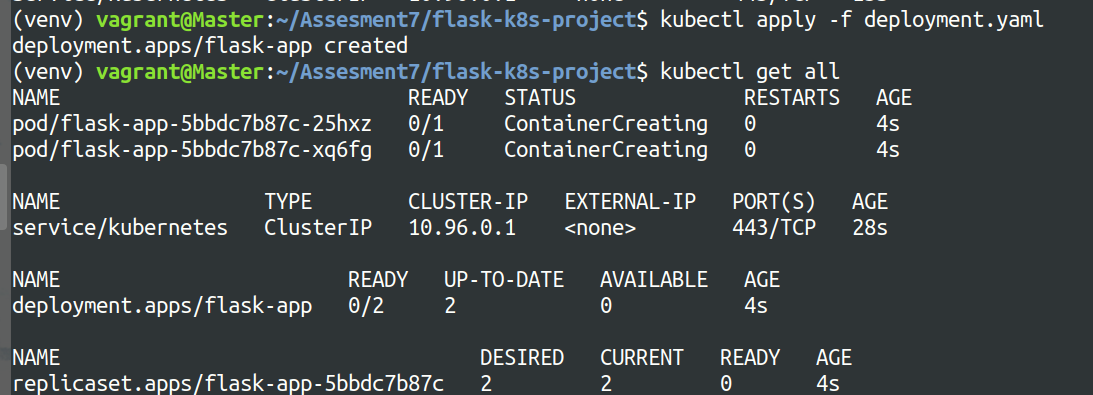 (venv) vagrant@Master:~/Assesment7/flask-k8s-project$ kubectl apply -f deployment.yaml
deployment.apps/flask-app created
(venv) vagrant@Master:~/Assesment7/flask-k8s-project$ kubectl get all
NAME READY STATUS RESTARTS AGE
pod/flask-app-5bbdc7b87c-25hxz 0/1 ContainerCreating 0 4s
pod/flask-app-5bbdc7b87c-xq6fg 0/1 ContainerCreating 0 4s
NAME TYPE CLUSTER-IP EXTERNAL-IP PORT(S) AGE
service/kubernetes ClusterIP 10.96.0.1 <none> 443/TCP 28s
NAME READY UP-TO-DATE AVAILABLE AGE
deployment.apps/flask-app 0/2 2 0 4s
NAME DESIRED CURRENT READY AGE
replicaset.apps/flask-app-5bbdc7b87c 2 2 0 4s